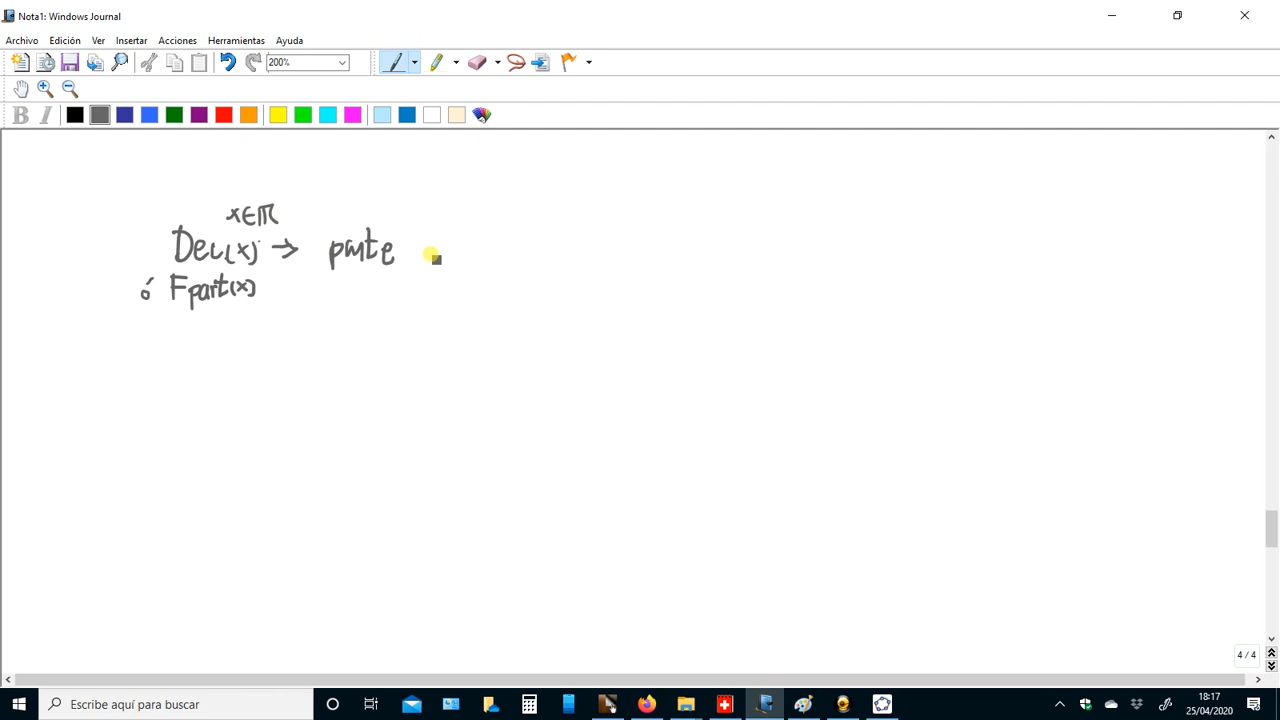 Nota1: Windows Journal
Archivo Edición Ver Insertar Acciones Herramientas Ayuda
200%
B I
x∈ℝ
Dec(x) → parte
ó Fpart(x)
4 / 4
Escribe aquí para buscar
18:17
25/04/2020